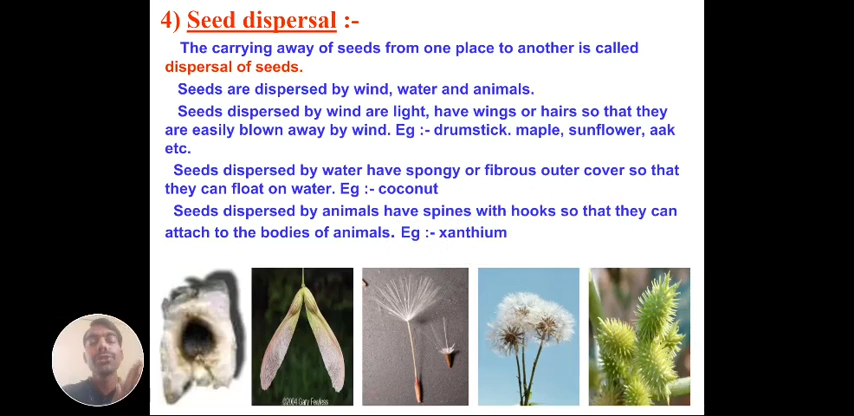 4) Seed dispersal :-
The carrying away of seeds from one place to another is called
dispersal of seeds.
Seeds are dispersed by wind, water and animals.
Seeds dispersed by wind are light, have wings or hairs so that they
are easily blown away by wind. Eg :- drumstick. maple, sunflower, aak
etc.
Seeds dispersed by water have spongy or fibrous outer cover so that
they can float on water. Eg :- coconut
Seeds dispersed by animals have spines with hooks so that they can
attach to the bodies of animals. Eg :- xanthium
©2004 Gary Fewless